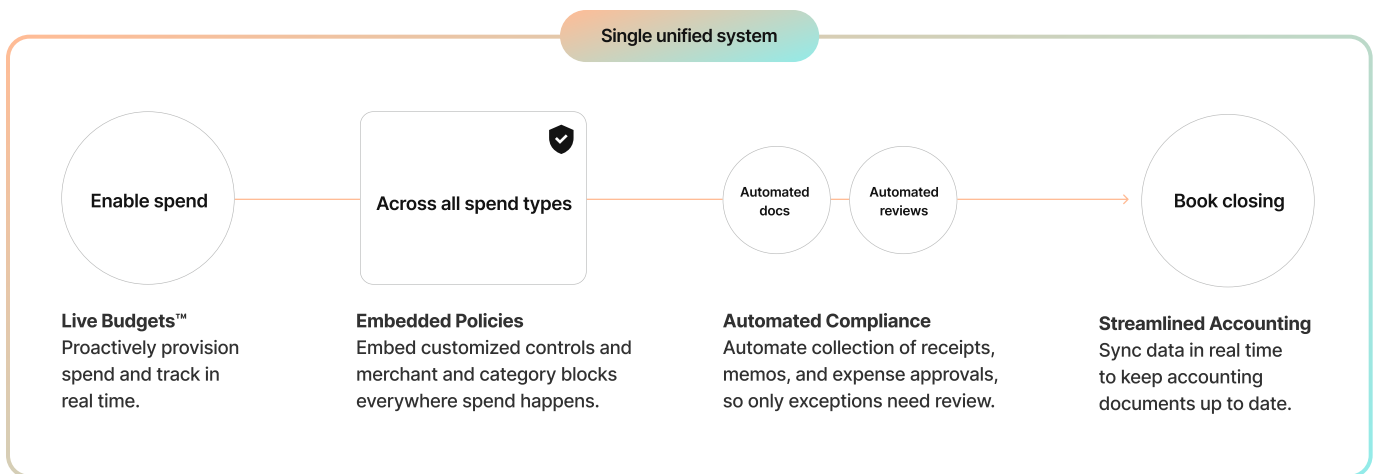 Single unified system
Enable spend
Across all spend types
Automated
docs
Automated
reviews
Book closing
Live Budgets™
Proactively provision
spend and track in
real time.
Embedded Policies
Embed customized controls and
merchant and category blocks
everywhere spend happens.
Automated Compliance
Automate collection of receipts,
memos, and expense approvals,
so only exceptions need review.
Streamlined Accounting
Sync data in real time
to keep accounting
documents up to date.